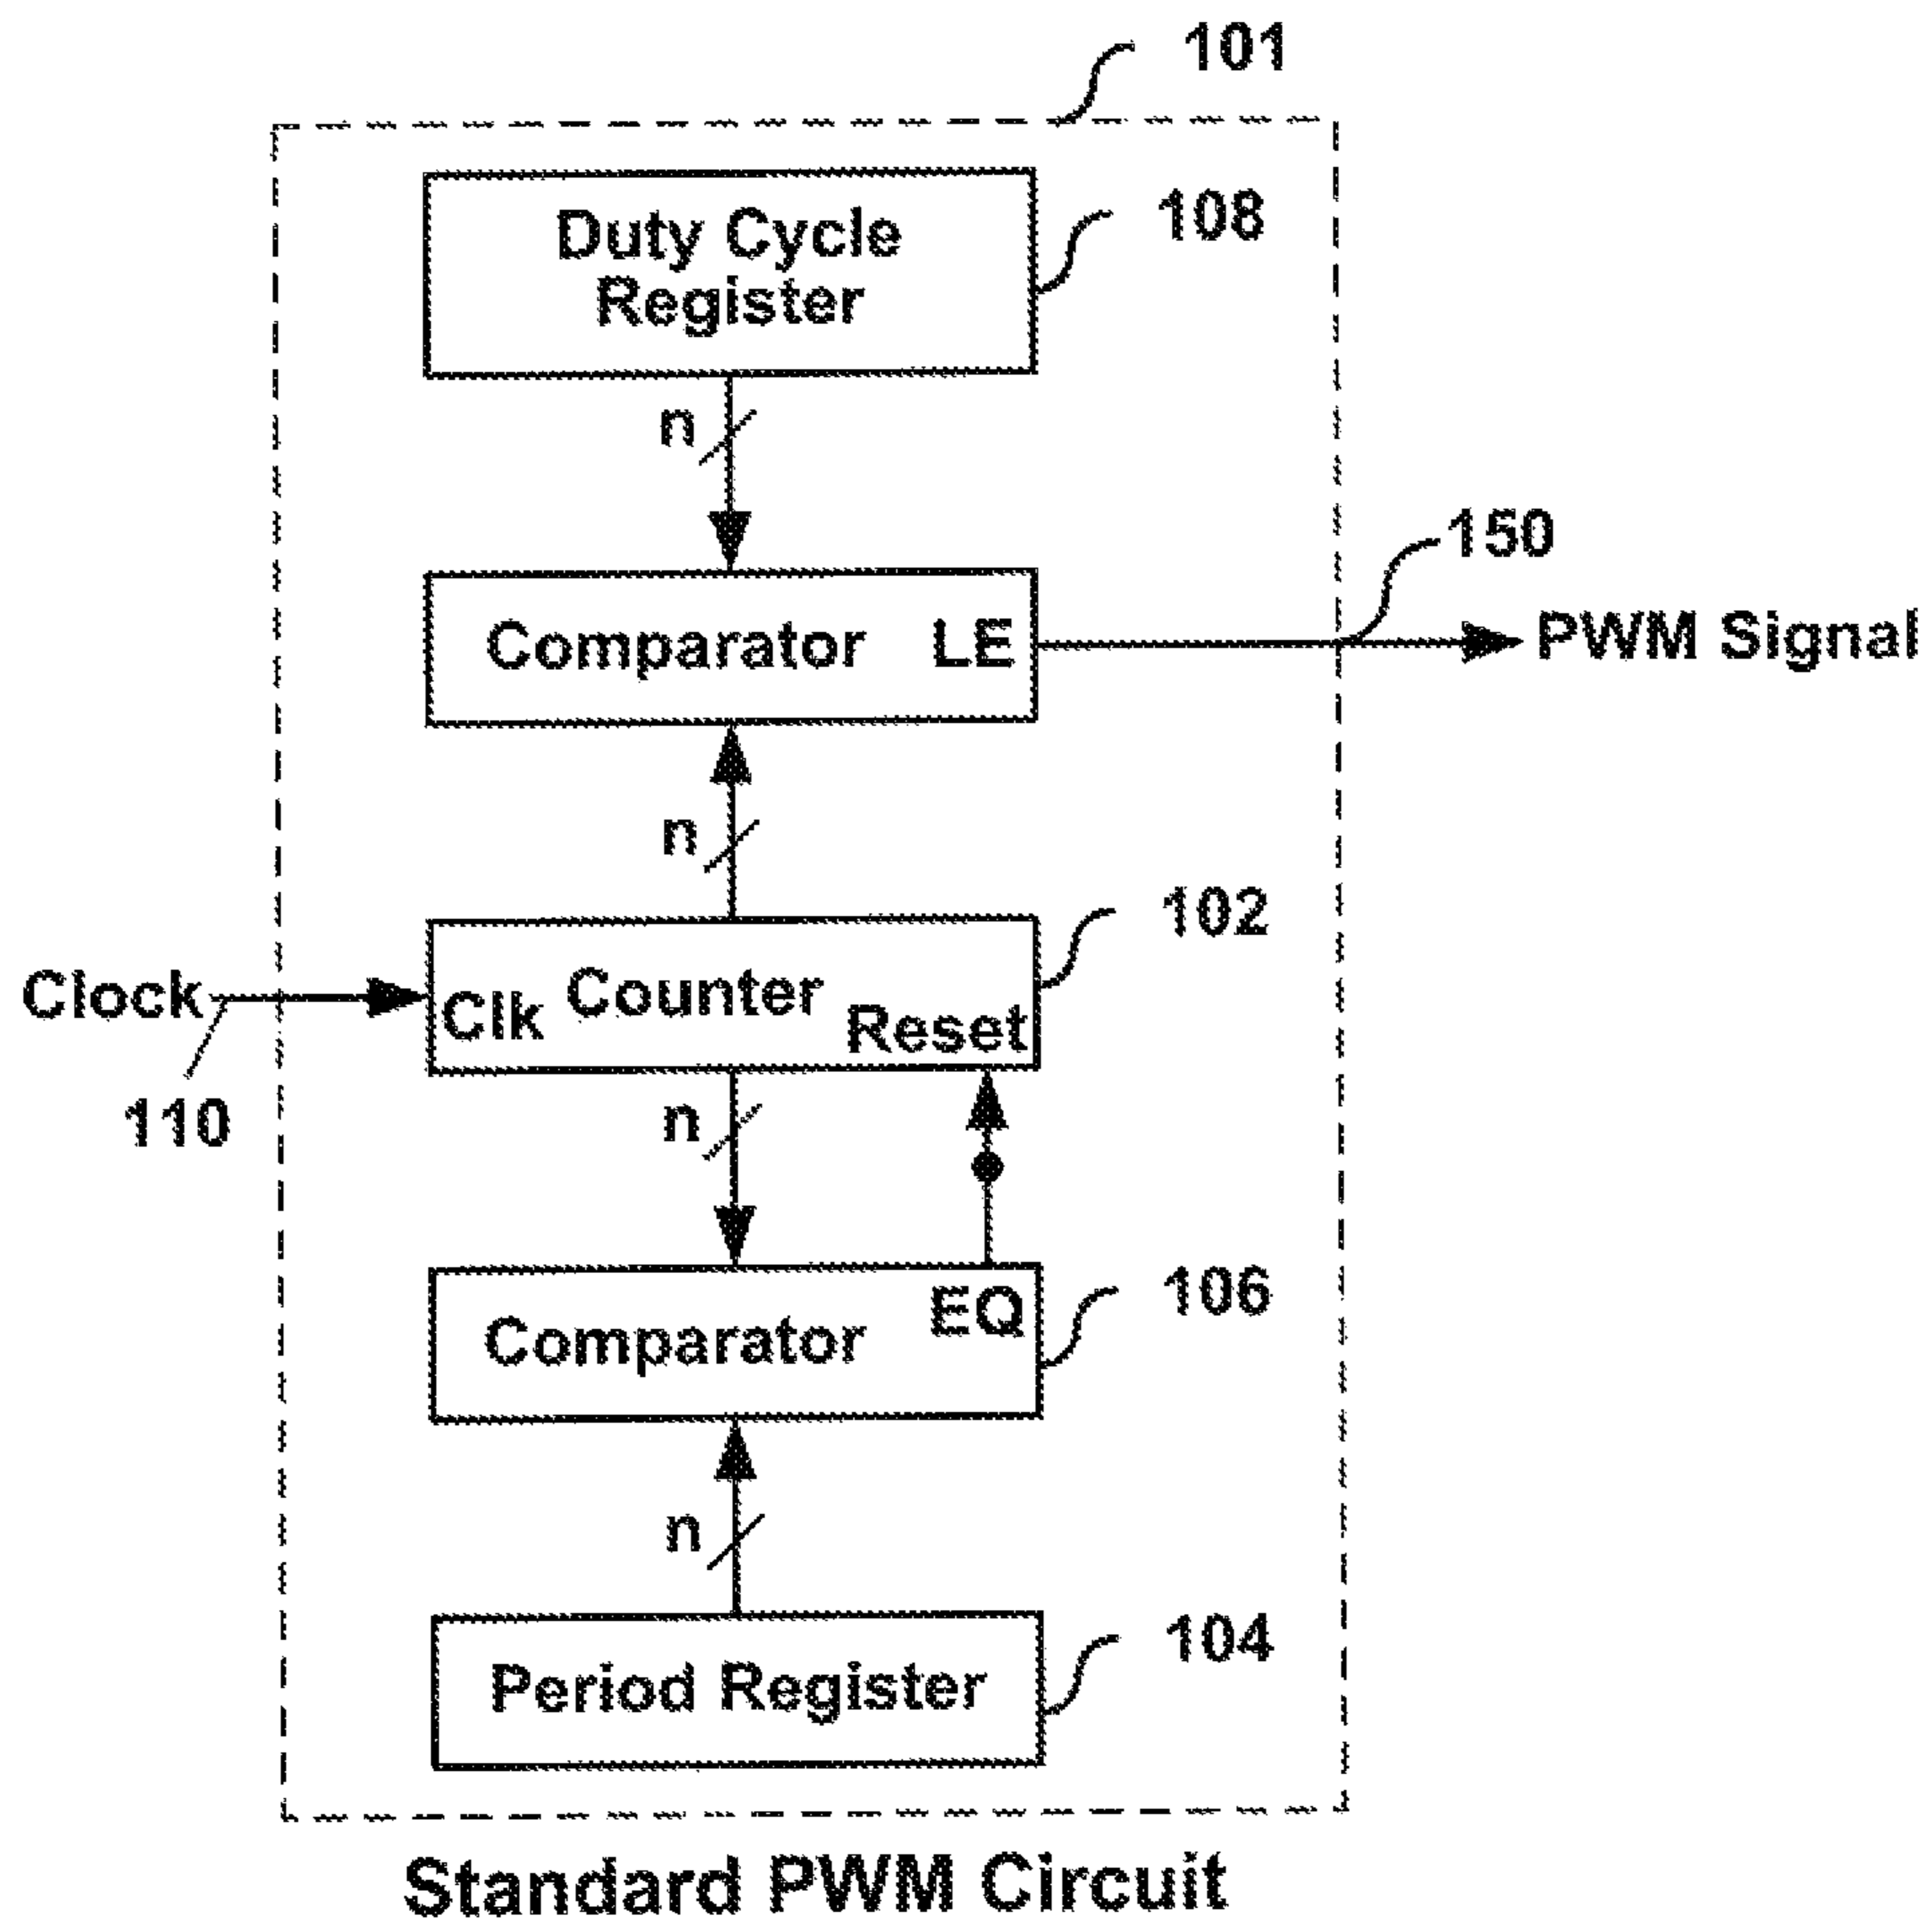 101
Duty Cycle
Register
108
n
150
Comparator LE
PWM Signal
n
102
Clock
Clk Counter Reset
110
n
EQ
106
Comparator
n
104
Period Register
Standard PWM Circuit